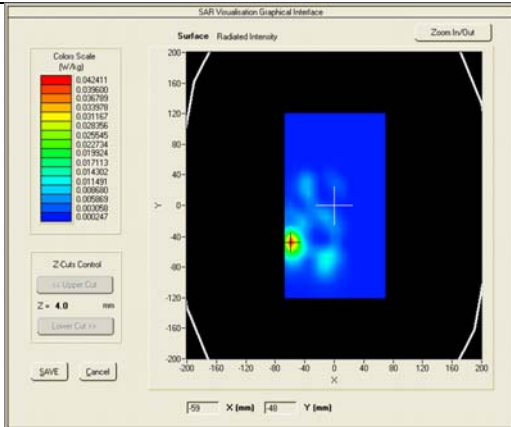 SAR Visualisation Graphical Interface
Surface Radiated Intensity
Zoom In/Out
Colors Scale
(W/kg)
0.042411
0.039600
0.036789
0.033978
0.031167
0.028356
0.025545
0.022734
0.019924
0.017113
0.014302
0.011491
0.008680
0.005869
0.003058
0.000247
Z-Cuts Control
<< Upper Cut
Z = 4.0 mm
Lower Cut >>
SAVE
Cancel
200
160
120
80
40
0
-40
-80
-120
-160
-200
Y
-200 -160 -120 -80 -40 0 40 80 120 160 200
X
-59 X (mm) -48 Y (mm)